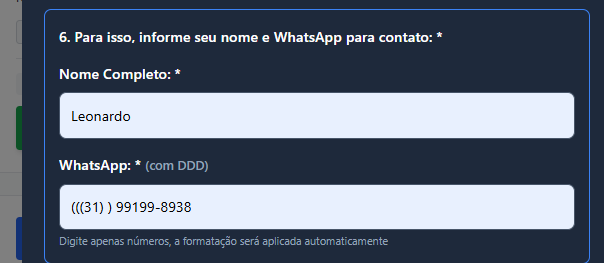 6. Para isso, informe seu nome e WhatsApp para contato: *
Nome Completo: *
Leonardo
WhatsApp: * (com DDD)
(((31) ) 99199-8938
Digite apenas números, a formatação será aplicada automaticamente